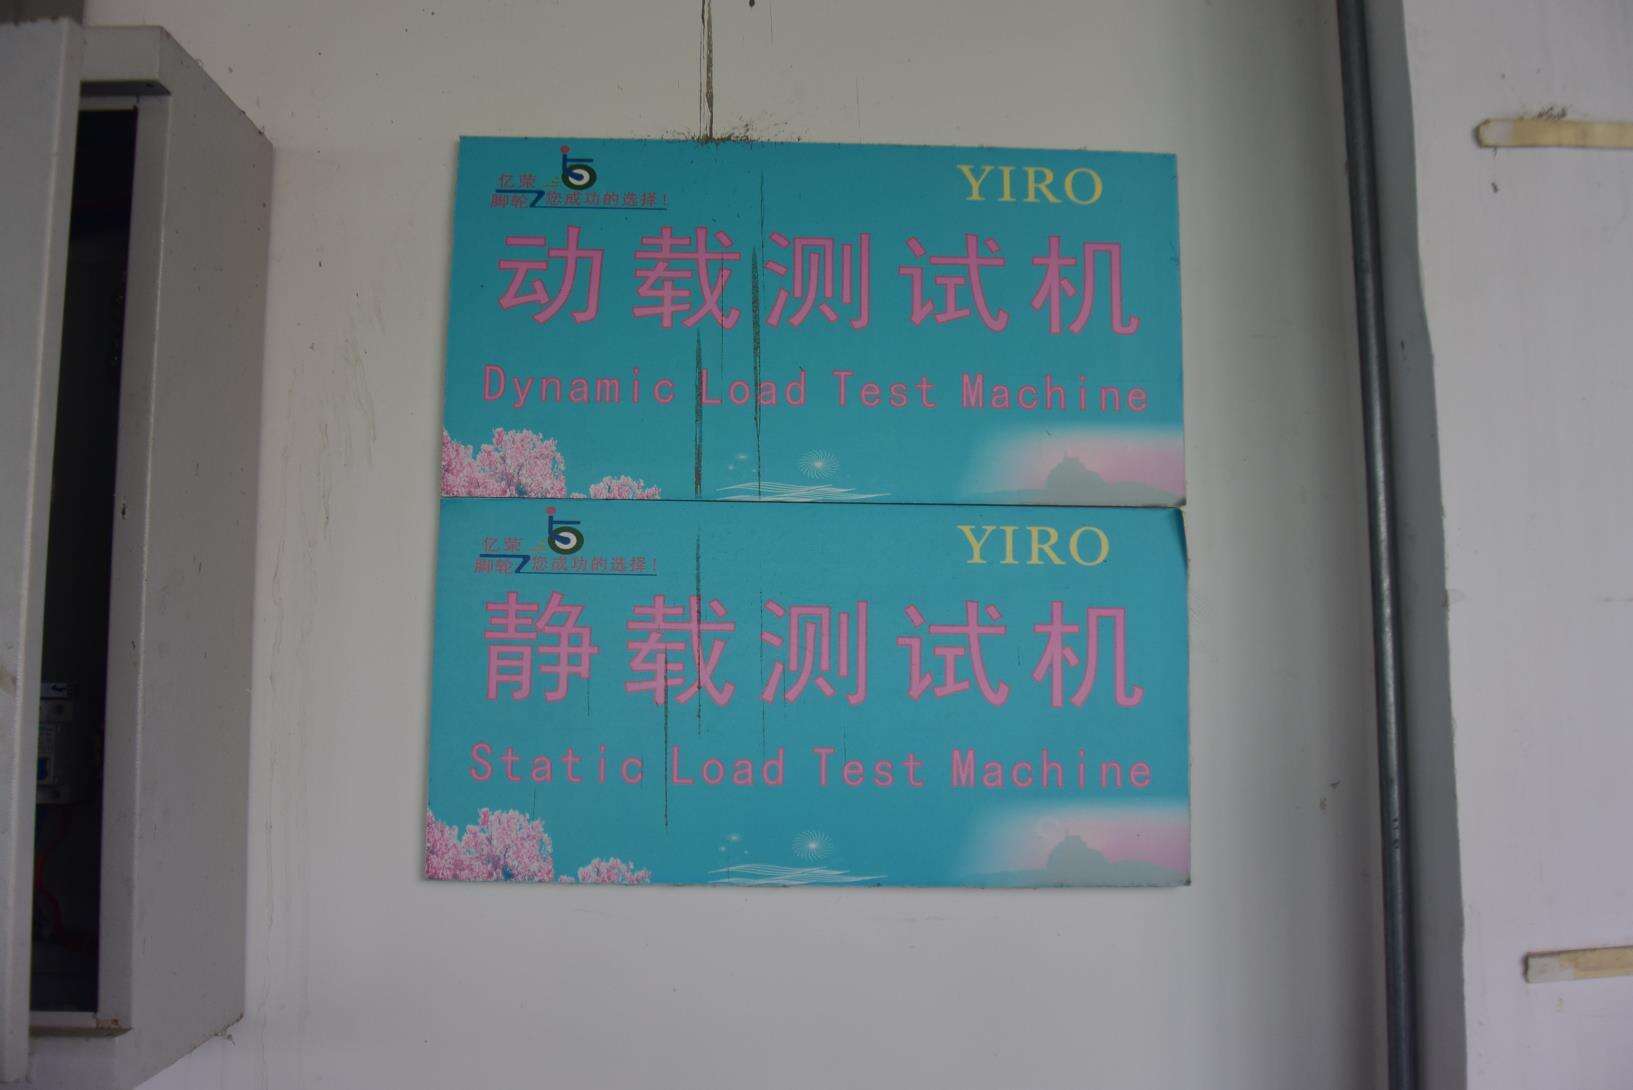 亿荣
YIRO
脚轮 您成功的选择!
动载测试机
Dynamic Load Test Machine
亿荣
YIRO
脚轮 您成功的选择!
静载测试机
Static Load Test Machine